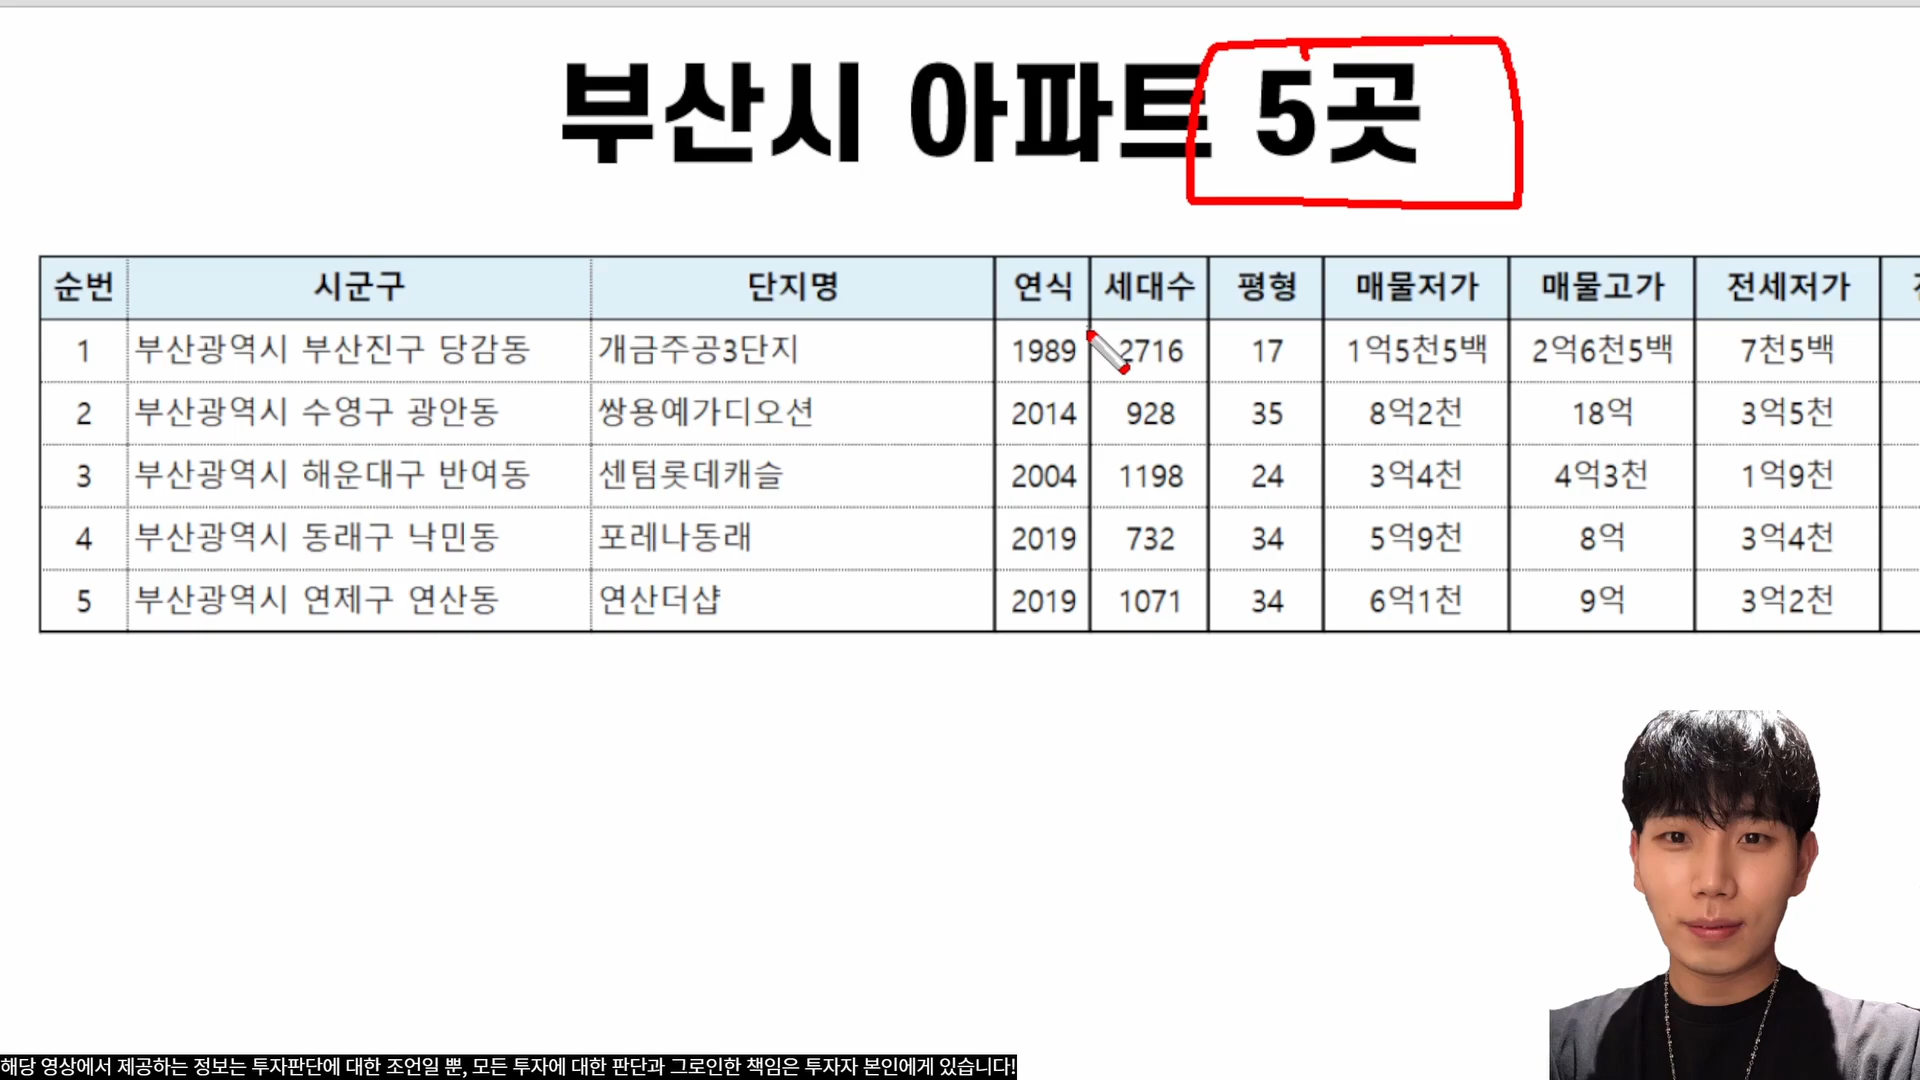 부산시 아파트 5곳
순번 시군구 단지명 연식 세대수 평형 매물저가 매물고가 전세저가
1 부산광역시 부산진구 당감동 개금주공3단지 1989 2716 17 1억5천5백 2억6천5백 7천5백
2 부산광역시 수영구 광안동 쌍용예가디오션 2014 928 35 8억2천 18억 3억5천
3 부산광역시 해운대구 반여동 센텀롯데캐슬 2004 1198 24 3억4천 4억3천 1억9천
4 부산광역시 동래구 낙민동 포레나동래 2019 732 34 5억9천 8억 3억4천
5 부산광역시 연제구 연산동 연산더샵 2019 1071 34 6억1천 9억 3억2천
해당 영상에서 제공하는 정보는 투자판단에 대한 조언일 뿐, 모든 투자에 대한 판단과 그로인한 책임은 투자자 본인에게 있습니다!